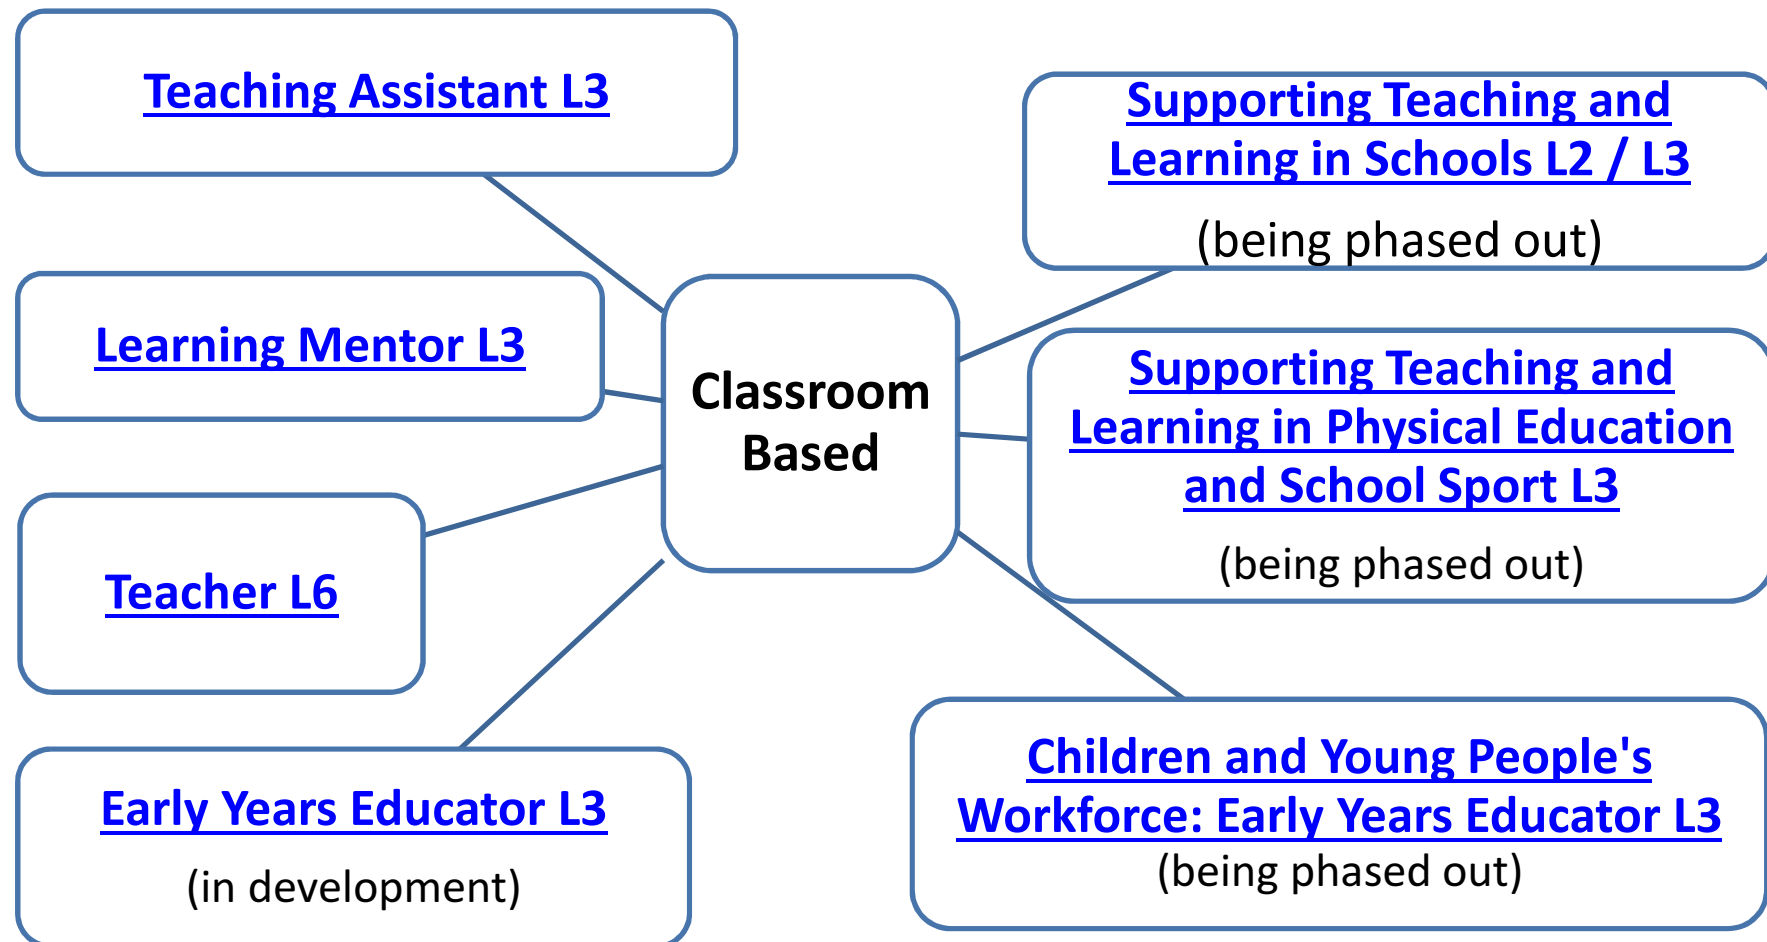 Teaching Assistant L3
Learning Mentor L3
Teacher L6
Early Years Educator L3
(in development)
Classroom
Based
Supporting Teaching and
Learning in Schools L2 / L3
(being phased out)
Supporting Teaching and
Learning in Physical Education
and School Sport L3
(being phased out)
Children and Young People's
Workforce: Early Years Educator L3
(being phased out)